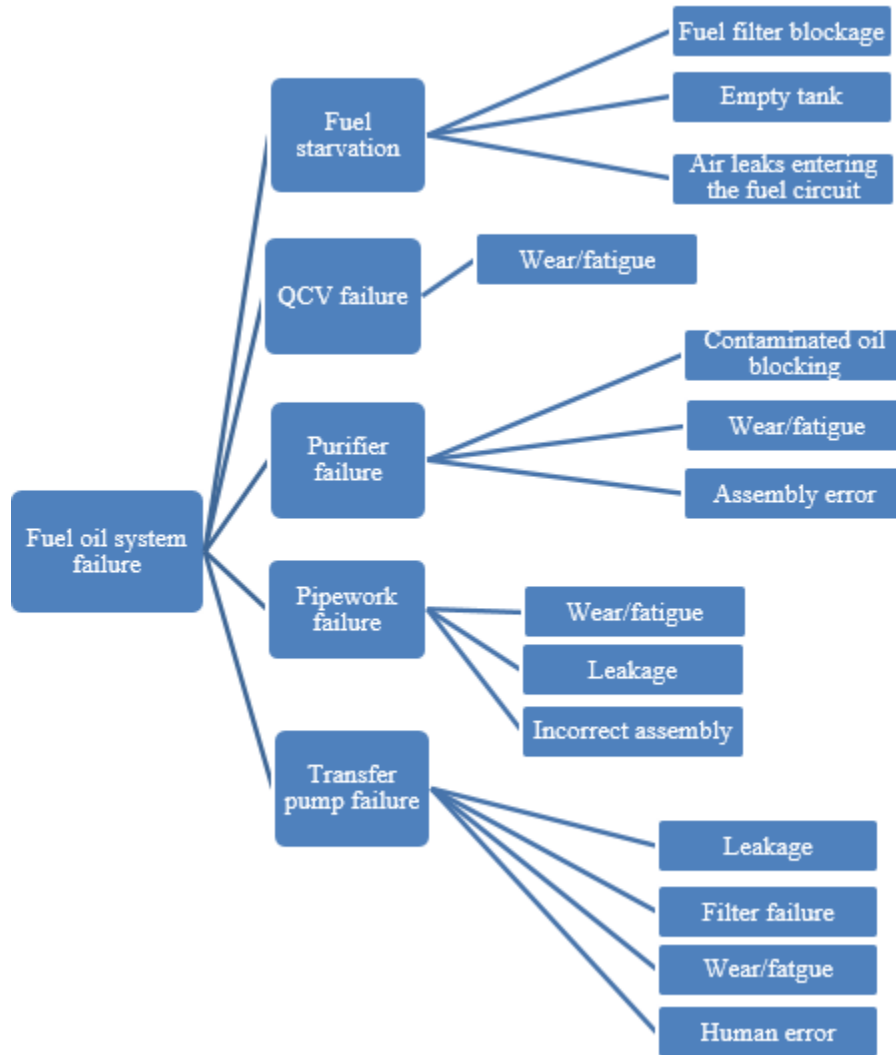 Fuel filter blockage
Fuel
starvation
Empty tank
Air leaks entering
the fuel circuit
QCV failure
Wear/fatigue
Contaminated oil
blocking
Purifier
failure
Wear/fatigue
Assembly error
Fuel oil system
failure
Pipework
failure
Wear/fatigue
Leakage
Incorrect assembly
Transfer
pump failure
Leakage
Filter failure
Wear/fatgue
Human error